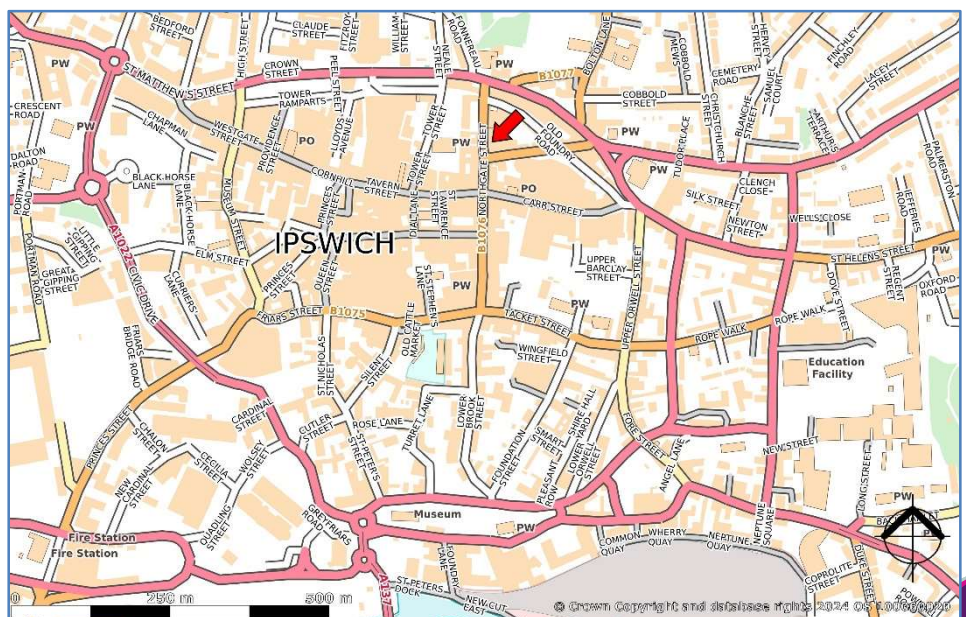 BEDFORD STREET
CLAUDE STREET
FITZROY STREET
WILLIAM STREET
FONNEREAU ROAD
NEALE STREET
HIGH STREET
PW
ST MATTHEW'S STREET
CROWN STREET
PEEL STREET
TOWER RAMPARTS
B1077
BOLTON LANE
COBBOLD MEWS
HERVEY STREET
CEMETERY ROAD
SAMUEL COURT
FINCHLEY ROAD
LACEY STREET
COBBOLD STREET
CHRISTCHURCH STREET
BLANCHE STREET
ARTHUR'S TERRACE
PALMERSTON ROAD
CRESCENT ROAD
PW
DALTON ROAD
PORTMAN ROAD
CHAPMAN LANE
WESTGATE STREET
PROVIDENCE STREET
PO
LLOYDS AVENUE
TOWER STREET
PW
OLD FOUNDRY ROAD
PW
TUDOR PLACE
BLACK HORSE LANE
BLACK HORSE LANE
MUSEUM STREET
CORNHILL
TAVERN STREET
TOWER STREET
DIAL LANE
ST LAWRENCE STREET
B1076 NORTHGATE STREET
PO
CARR STREET
SILK STREET
CLENCH CLOSE
NEWTON STREET
WELLS CLOSE
JEFFERIES ROAD
ST HELENS STREET
PW
LITTLE GIPPING STREET
GREAT GIPPING STREET
PORTMAN ROAD
A1022 CIVIC DRIVE
CURRIERS LANE
ELM STREET
PRINCES STREET
QUEEN STREET
PRINCES STREET
IPSWICH
UPPER BARCLAY STREET
UPPER ORWELL STREET
DOVE STREET
REGENT STREET
OXFORD ROAD
FRIARS STREET
B1075
ST STEPHEN'S LANE
PW
OLD CATTLE MARKET
TACKET STREET
PW
ROPE WALK
ROPE WALK
FRIARS BRIDGE ROAD
ST NICHOLAS STREET
SILENT STREET
WINGFIELD STREET
Education Facility
PRINCES STREET
CARDINAL STREET
CUTLER STREET
ROSE LANE
TURRET LANE
LOWER BROOK STREET
SHIRE HALL YARD
SMART STREET
LOWER ORWELL STREET
FORE STREET
ANGEL LANE
NEW STREET
CHALON STREET
NEW CARDINAL STREET
CECILIA STREET
WOLSEY STREET
ST PETER'S STREET
FOUNDATION STREET
PLEASANT ROW
LONG STREET
PW
QUADLING STREET
GREYFRIARS ROAD
Museum
PW
NEPTUNE SQUARE
Fire Station
Fire Station
FOUNDRY LANE
COMMON QUAY
WHERRY QUAY
NEPTUNE QUAY
COPROLITE STREET
DUKE STREET
A137
ST PETERS DOCK
NEW CUT EAST
0
250 m
500 m
© Crown Copyright and database rights 2024 OS